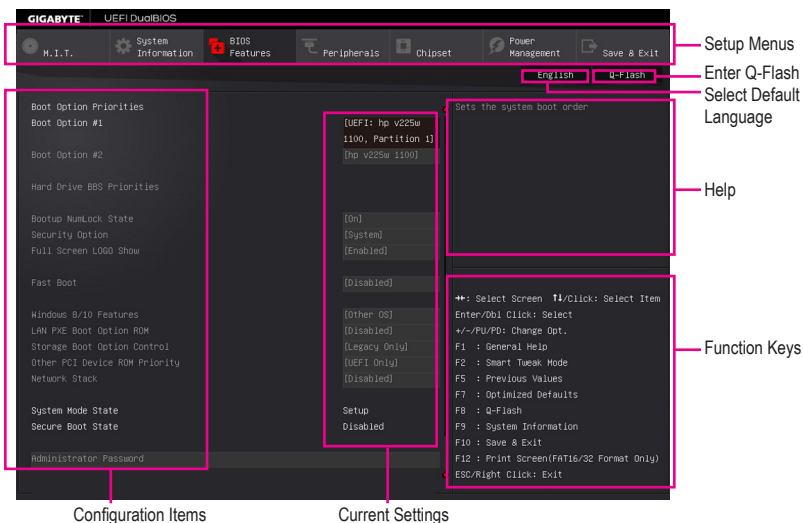 GIGABYTE™ UEFI DualBIOS
M.I.T.
System Information
BIOS Features
Peripherals
Chipset
Power Management
Save & Exit
Setup Menus
English
Q-Flash
Enter Q-Flash
Select Default
Language
Boot Option Priorities
Boot Option #1 [UEFI: hp v225w
1100, Partition 1]
Boot Option #2 [hp v225w 1100]
Hard Drive BBS Priorities
Bootup NumLock State [On]
Security Option [System]
Full Screen LOGO Show [Enabled]
Fast Boot [Disabled]
Windows 8/10 Features [Other OS]
LAN PXE Boot Option ROM [Disabled]
Storage Boot Option Control [Legacy Only]
Other PCI Device ROM Priority [UEFI Only]
Network Stack [Disabled]
System Mode State Setup
Secure Boot State Disabled
Administrator Password
Sets the system boot order
Help
→←: Select Screen ↑↓/Click: Select Item
Enter/Dbl Click: Select
+/-/PU/PD: Change Opt.
F1 : General Help
F2 : Smart Tweak Mode
F5 : Previous Values
F7 : Optimized Defaults
F8 : Q-Flash
F9 : System Information
F10 : Save & Exit
F12 : Print Screen(FAT16/32 Format Only)
ESC/Right Click: Exit
Function Keys
Configuration Items
Current Settings